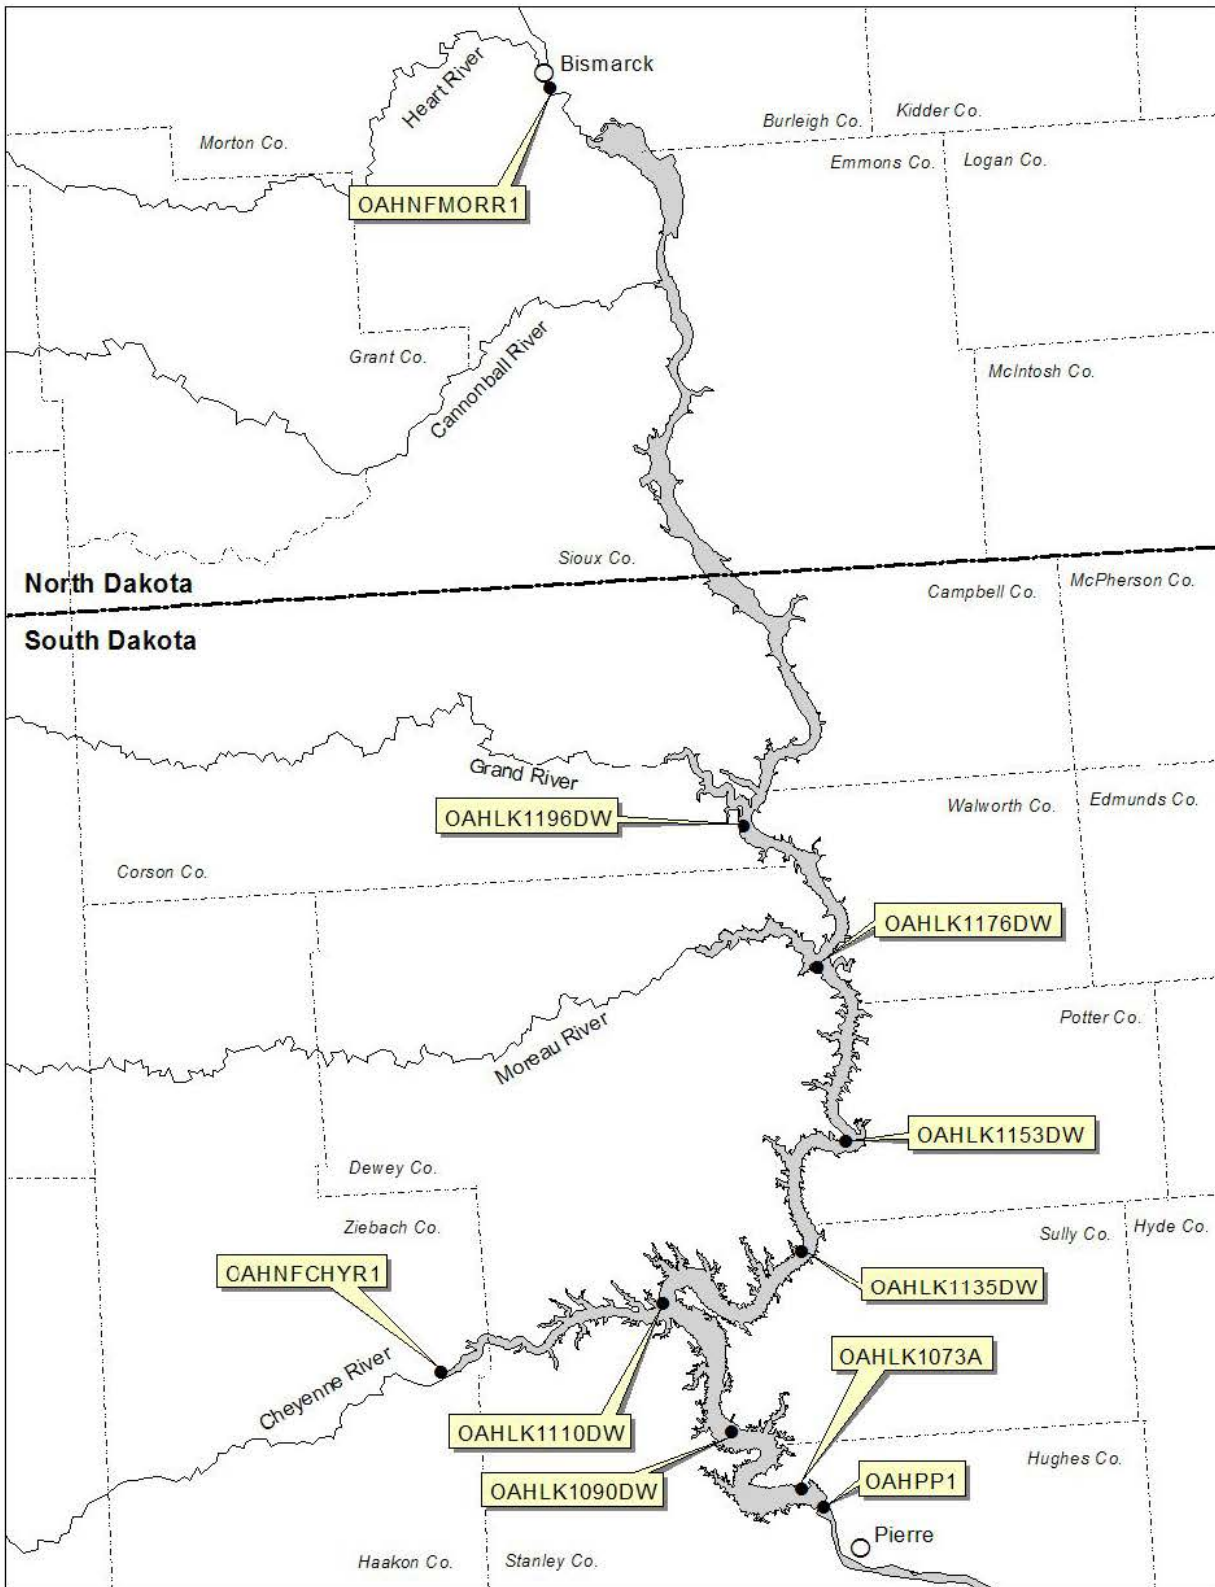 Bismarck
Heart River
Burleigh Co.
Kidder Co.
Morton Co.
Emmons Co.
Logan Co.
OAHNFMORR1
Grant Co.
Cannonball River
McIntosh Co.
Sioux Co.
North Dakota
Campbell Co.
McPherson Co.
South Dakota
Grand River
OAHLK1196DW
Walworth Co.
Edmunds Co.
Corson Co.
OAHLK1176DW
Potter Co.
Moreau River
OAHLK1153DW
Dewey Co.
Ziebach Co.
Sully Co.
Hyde Co.
OAHNFCHYR1
OAHLK1135DW
OAHLK1073A
Cheyenne River
OAHLK1110DW
Hughes Co.
OAHLK1090DW
OAHPP1
Pierre
Haakon Co.
Stanley Co.